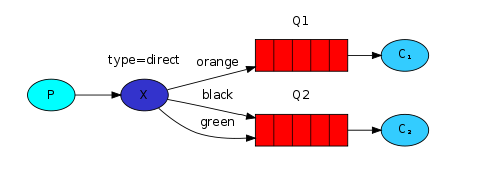 Q1
type=direct
orange
C₁
P
X
black
Q2
green
C₂